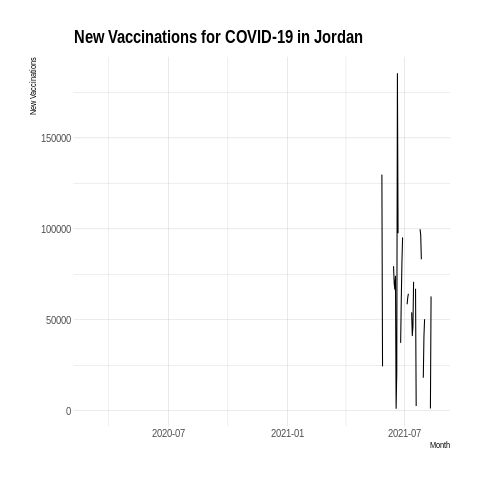 New Vaccinations for COVID-19 in Jordan
New Vaccinations
150000
100000
50000
0
2020-07 2021-01 2021-07
Month